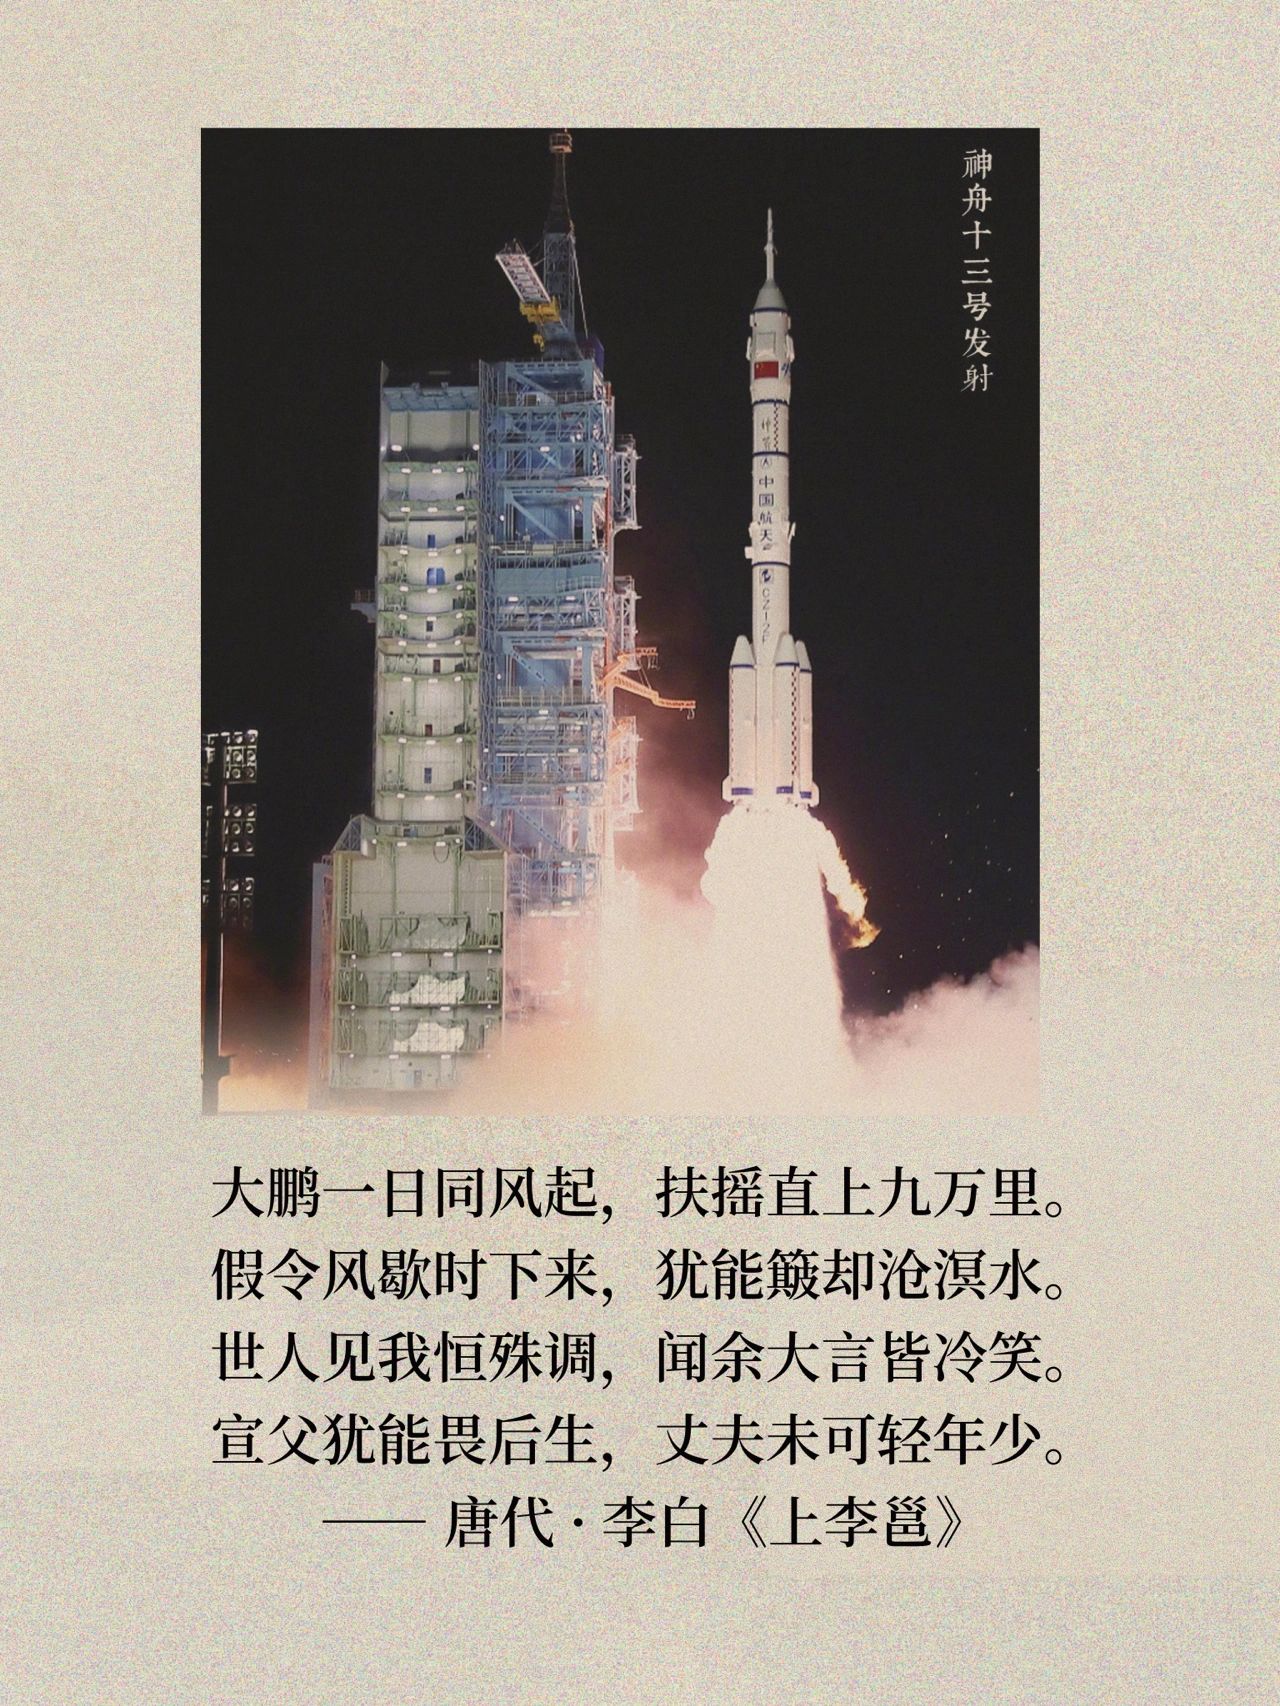 神舟十三号发射
中国航天
大鹏一日同风起，扶摇直上九万里。
假令风歇时下来，犹能簸却沧溟水。
世人见我恒殊调，闻余大言皆冷笑。
宣父犹能畏后生，丈夫未可轻年少。
—— 唐代·李白《上李邕》